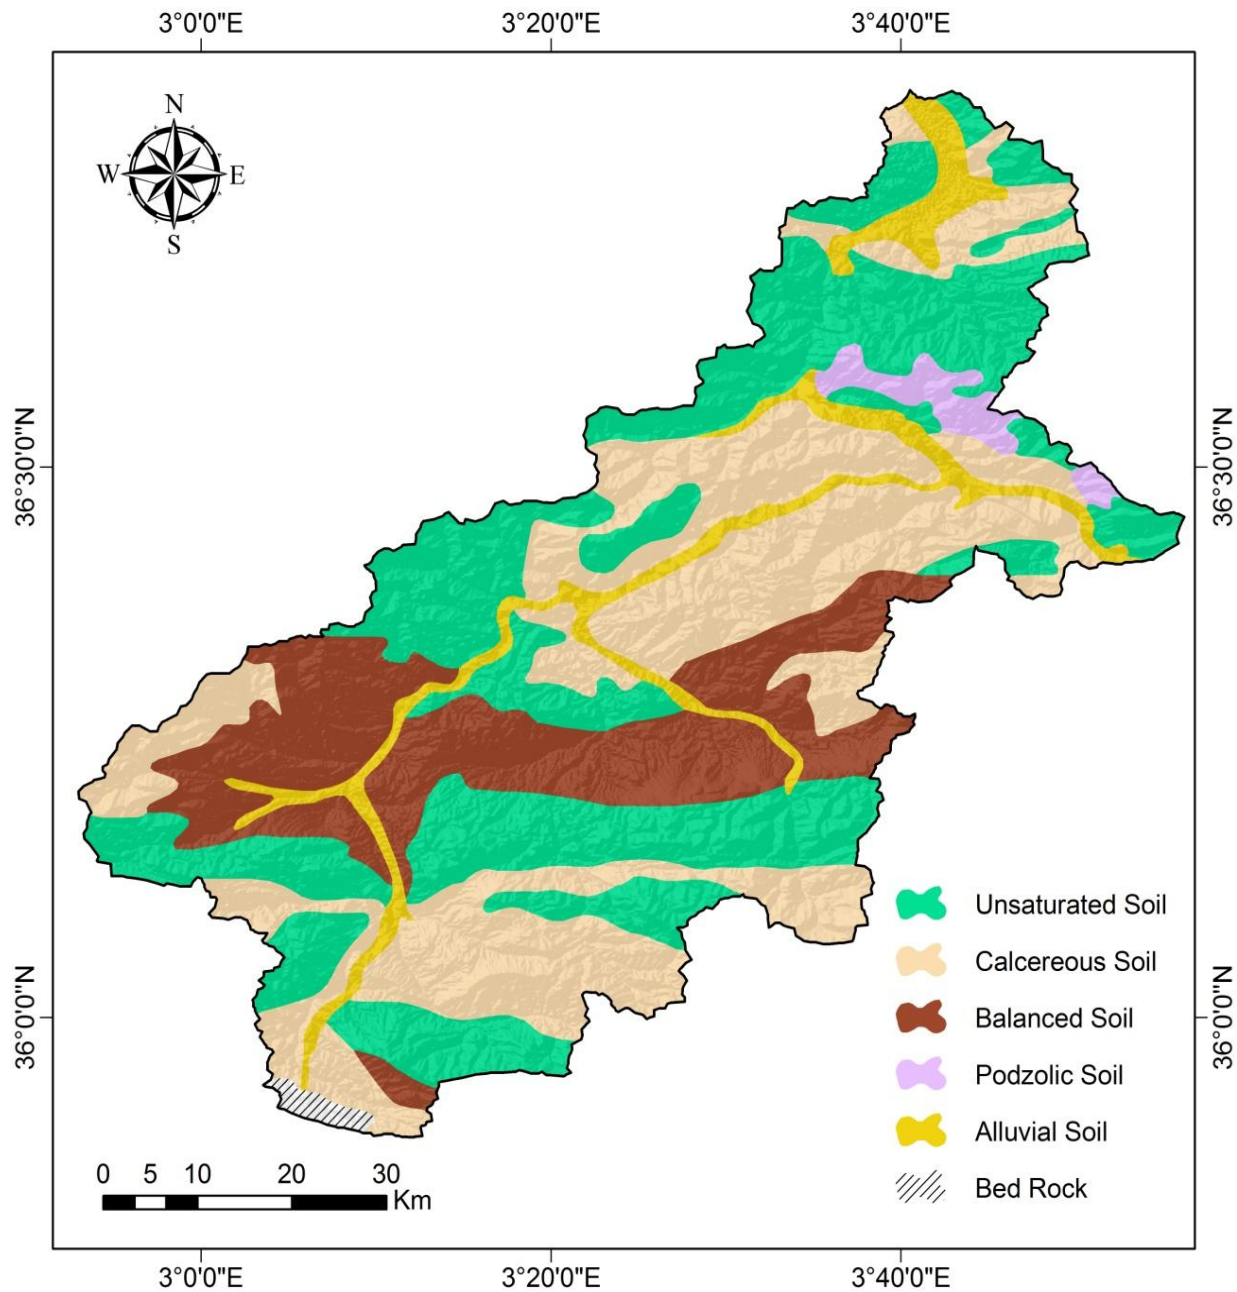 3°0'0"E 3°20'0"E 3°40'0"E
N
W E
S
36°30'0"N 36°30'0"N
Unsaturated Soil
Calcereous Soil
Balanced Soil
36°0'0"N 36°0'0"N
Podzolic Soil
Alluvial Soil
Bed Rock
0 5 10 20 30
Km
3°0'0"E 3°20'0"E 3°40'0"E